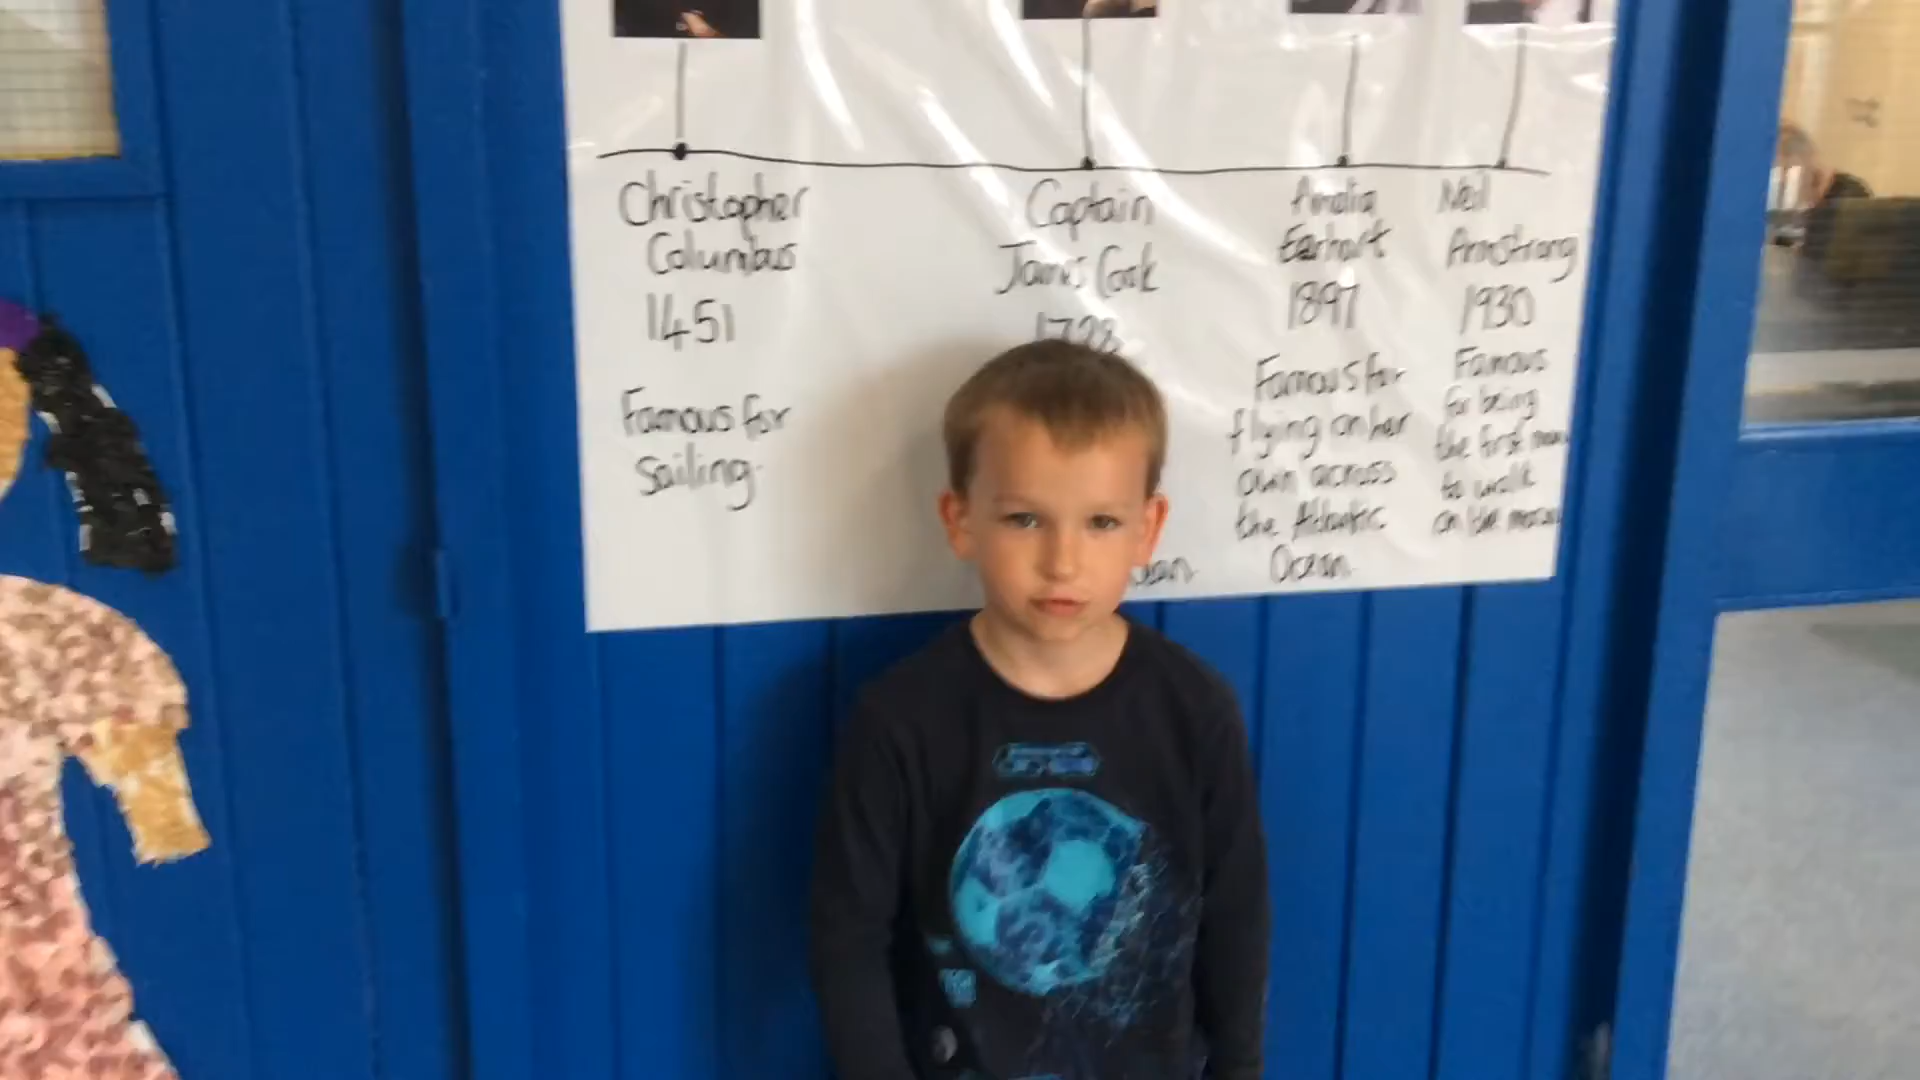 Christopher
Columbus
1451
Famous for
sailing.
Captain
James Cook
1728
Amelia
Earhart
1897
Famous for
flying on her
own across
the Atlantic
Ocean.
Neil
Armstrong
1930
Famous
for being
the first man
to walk
on the moon